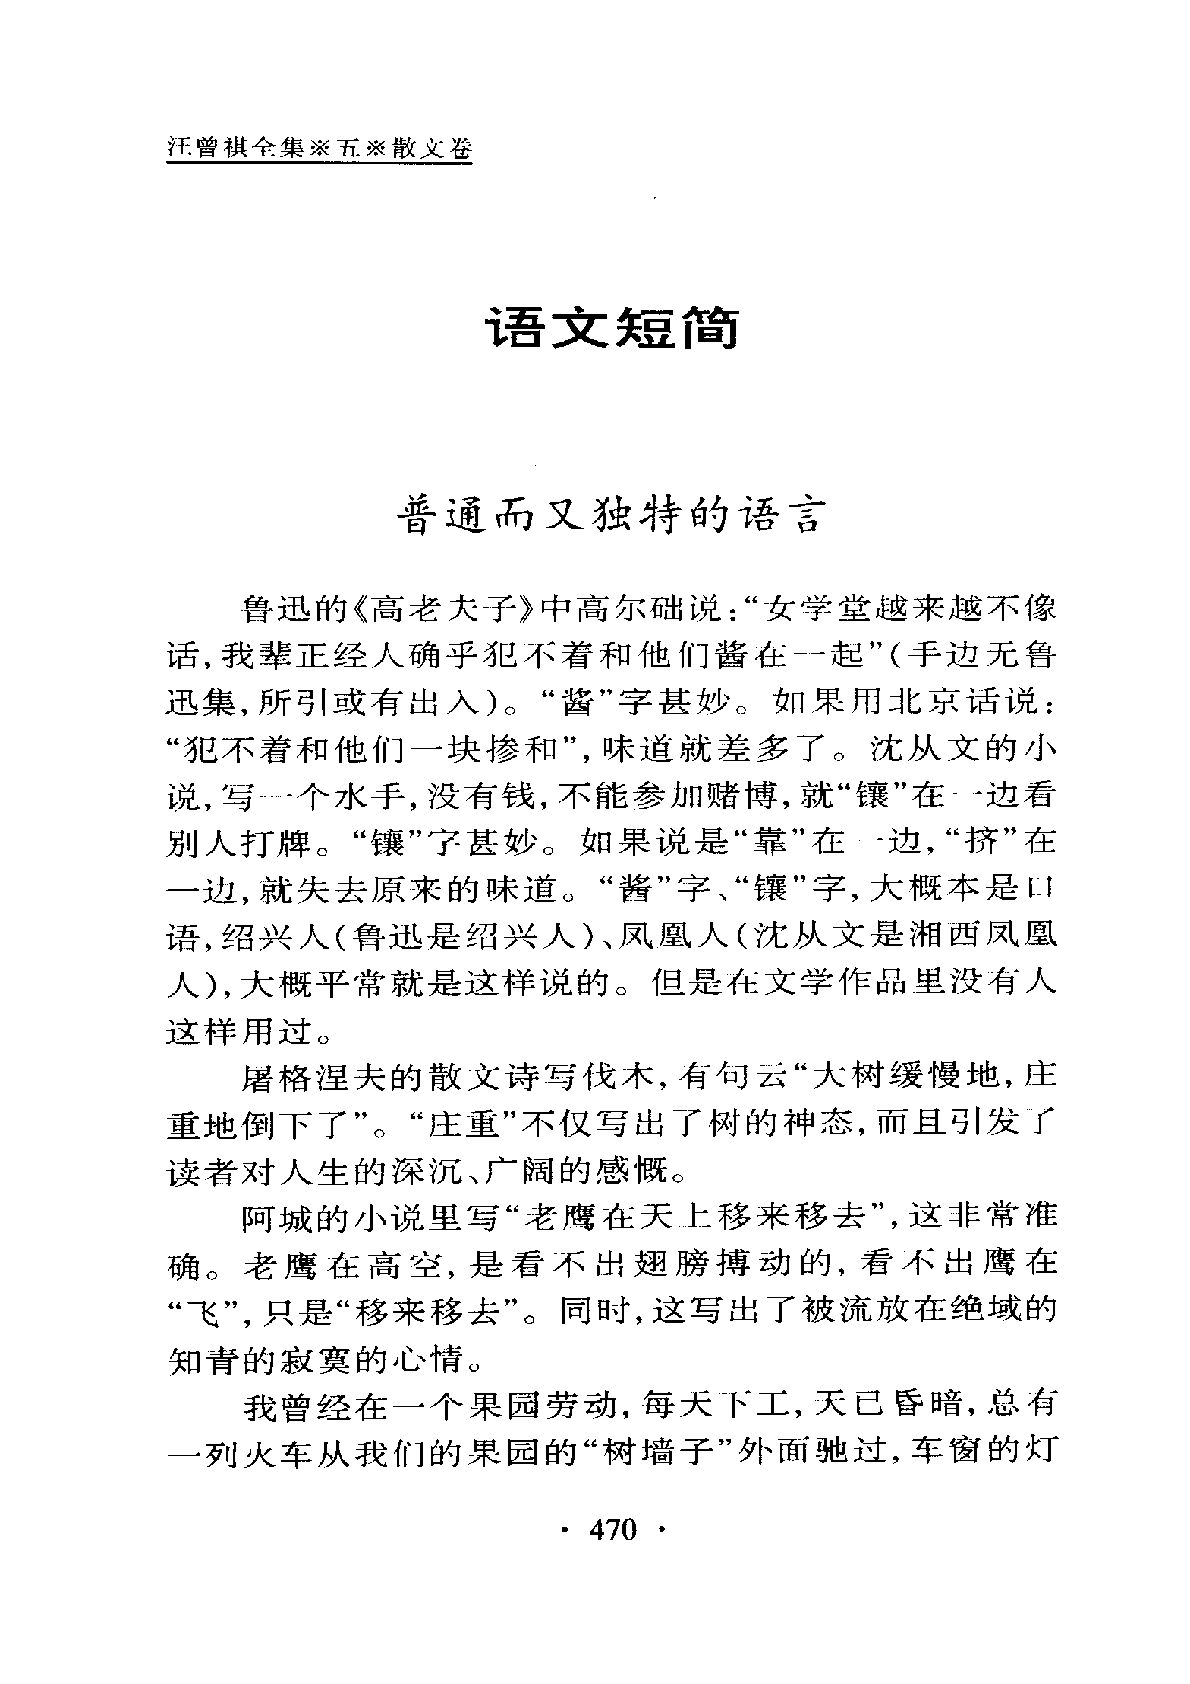 汪曾祺全集※五※散文卷
语文短简
普通而又独特的语言
鲁迅的《高老夫子》中高尔础说：“女学堂越来越不像
话，我辈正经人确乎犯不着和他们酱在一起”（手边无鲁
迅集，所引或有出入）。“酱”字甚妙。如果用北京话说：
“犯不着和他们一块掺和”，味道就差多了。沈从文的小
说，写一个水手，没有钱，不能参加赌博，就“镶”在一边看
别人打牌。“镶”字甚妙。如果说是“靠”在一边，“挤”在
一边，就失去原来的味道。“酱”字、“镶”字，大概本是口
语，绍兴人（鲁迅是绍兴人）、凤凰人（沈从文是湘西凤凰
人），大概平常就是这样说的。但是在文学作品里没有人
这样用过。
屠格涅夫的散文诗写伐木，有句云“大树缓慢地，庄
重地倒下了”。“庄重”不仅写出了树的神态，而且引发了
读者对人生的深沉、广阔的感慨。
阿城的小说里写“老鹰在天上移来移去”，这非常准
确。老鹰在高空，是看不出翅膀搏动的，看不出鹰在
“飞”，只是“移来移去”。同时，这写出了被流放在绝域的
知青的寂寞的心情。
我曾经在一个果园劳动，每天下工，天已昏暗，总有
一列火车从我们的果园的“树墙子”外面驰过，车窗的灯
· 470 ·